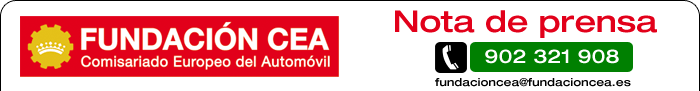 FUNDACIÓN CEA
Comisariado Europeo del Automóvil
Nota de prensa
902 321 908
fundacioncea@fundacioncea.es